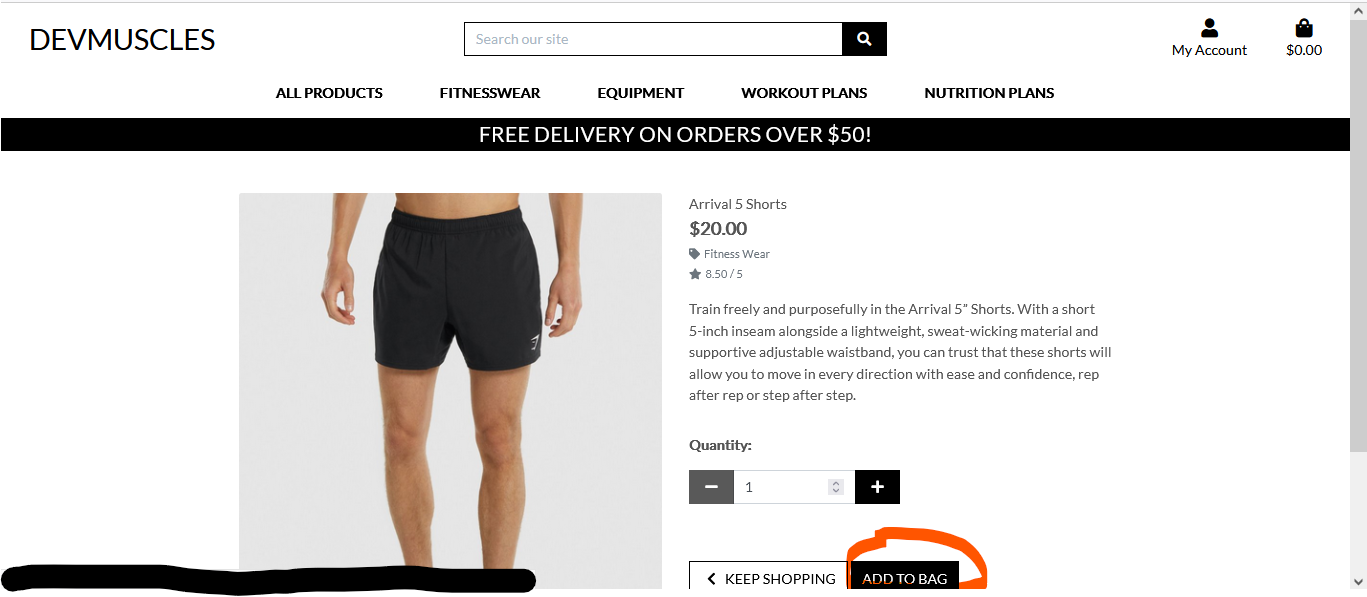 DEVMUSCLES
Search our site
My Account
$0.00
ALL PRODUCTS FITNESSWEAR EQUIPMENT WORKOUT PLANS NUTRITION PLANS
FREE DELIVERY ON ORDERS OVER $50!
Arrival 5 Shorts
$20.00
Fitness Wear
8.50 / 5
Train freely and purposefully in the Arrival 5” Shorts. With a short
5-inch inseam alongside a lightweight, sweat-wicking material and
supportive adjustable waistband, you can trust that these shorts will
allow you to move in every direction with ease and confidence, rep
after rep or step after step.
Quantity:
1
KEEP SHOPPING
ADD TO BAG